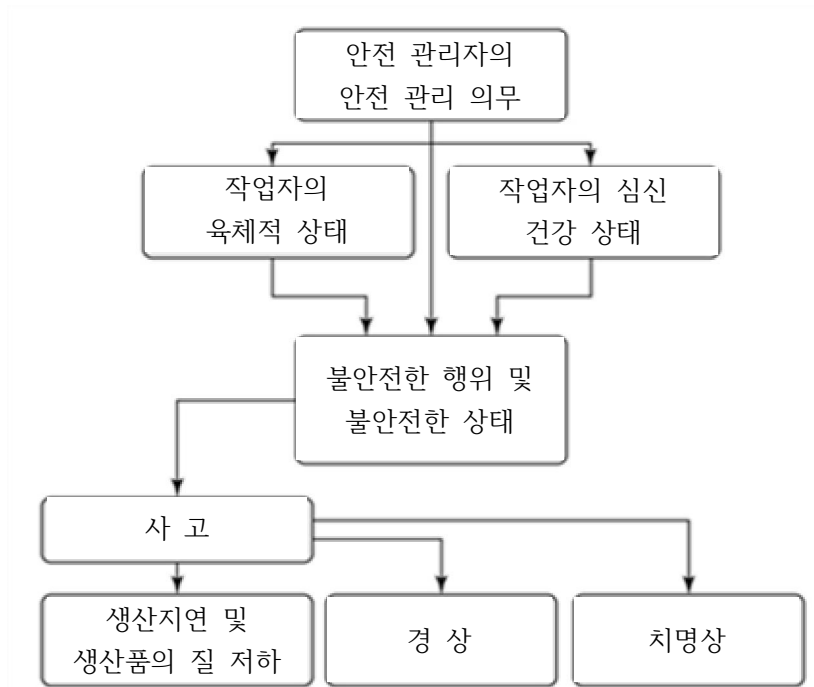 안전 관리자의
안전 관리 의무
작업자의
육체적 상태
작업자의 심신
건강 상태
불안전한 행위 및
불안전한 상태
사 고
생산지연 및
생산품의 질 저하
경 상
치명상